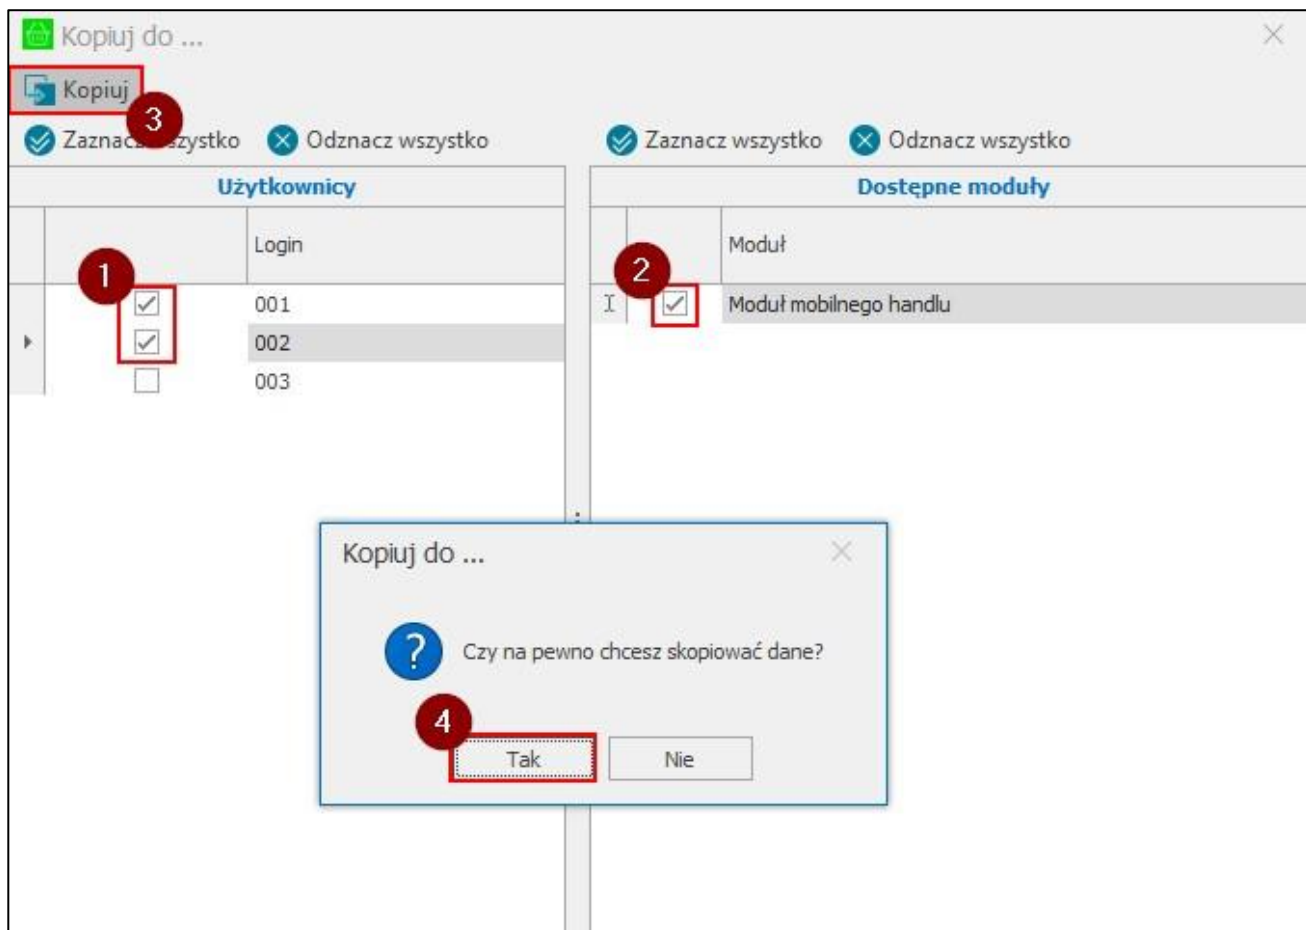 Kopiuj do ...
Kopiuj
3
Zaznacz wszystko Odznacz wszystko Zaznacz wszystko Odznacz wszystko
Użytkownicy Dostępne moduły
Login Moduł
1 2
001 Moduł mobilnego handlu
002
003
Kopiuj do ...
? Czy na pewno chcesz skopiować dane?
4
Tak Nie